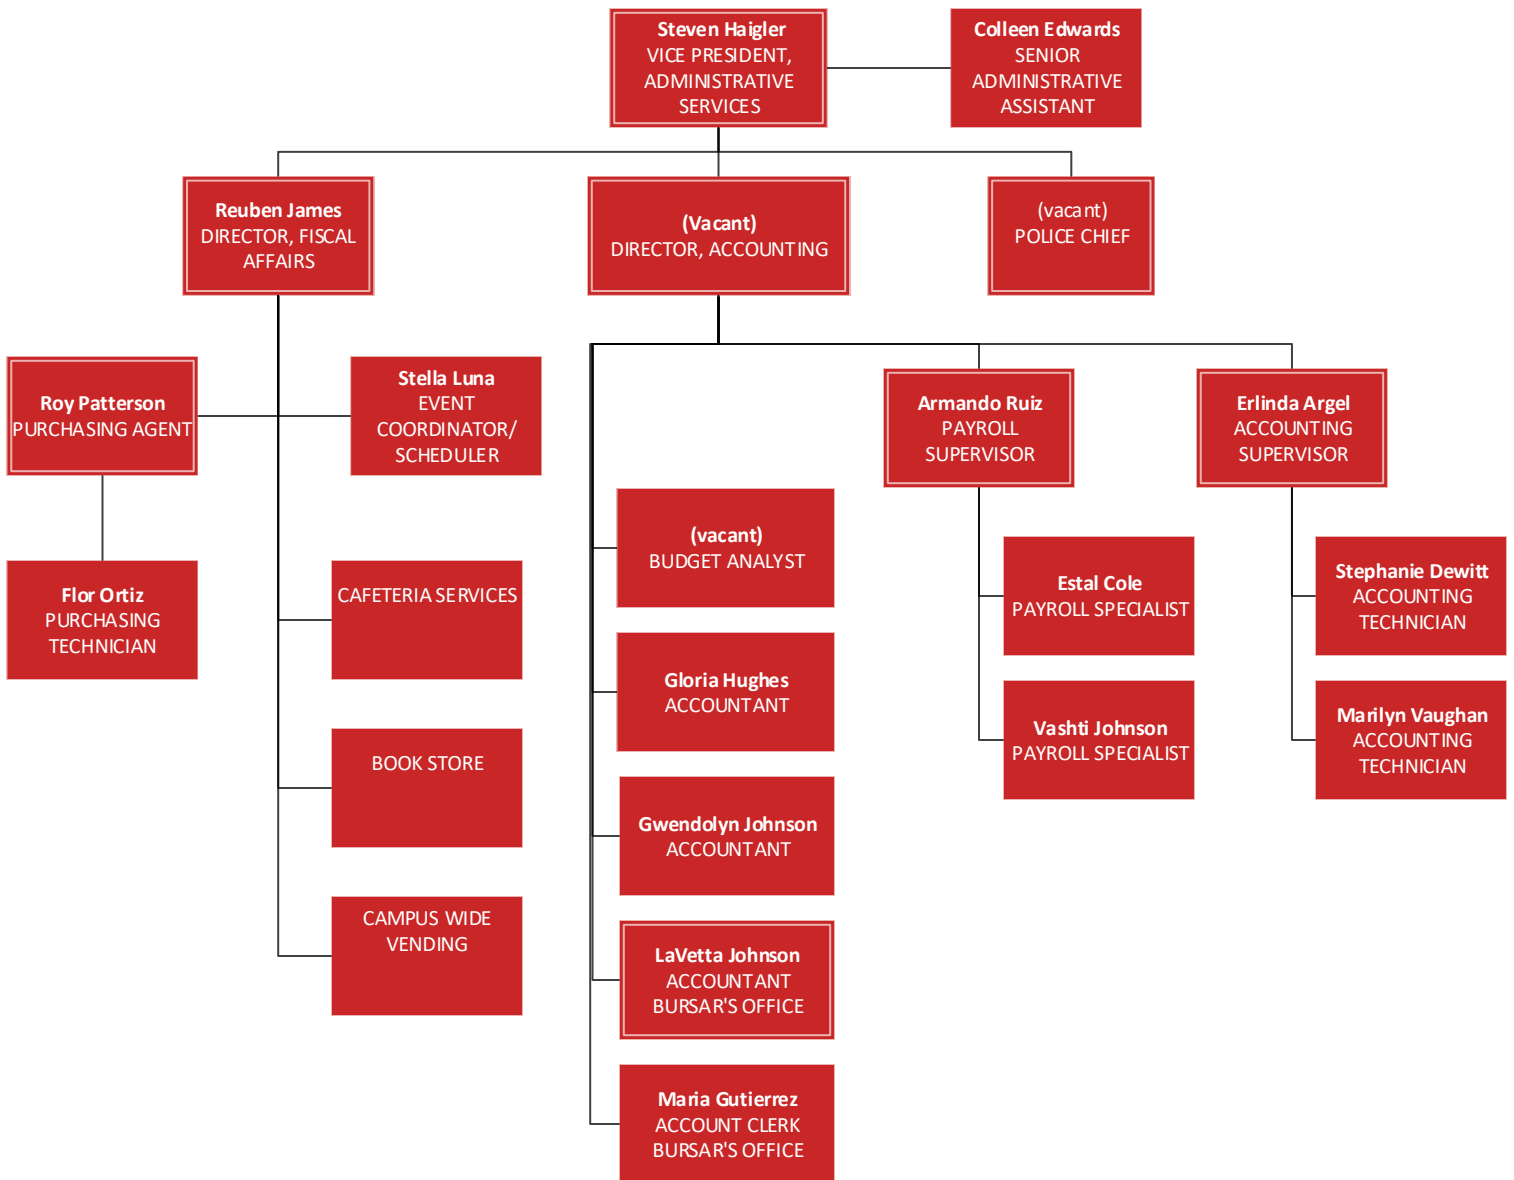 Steven Haigler
VICE PRESIDENT,
ADMINISTRATIVE
SERVICES
Colleen Edwards
SENIOR
ADMINISTRATIVE
ASSISTANT
Reuben James
DIRECTOR, FISCAL
AFFAIRS
(Vacant)
DIRECTOR, ACCOUNTING
(vacant)
POLICE CHIEF
Roy Patterson
PURCHASING AGENT
Stella Luna
EVENT
COORDINATOR/
SCHEDULER
Armando Ruiz
PAYROLL
SUPERVISOR
Erlinda Argel
ACCOUNTING
SUPERVISOR
Flor Ortiz
PURCHASING
TECHNICIAN
CAFETERIA SERVICES
BOOK STORE
CAMPUS WIDE
VENDING
(vacant)
BUDGET ANALYST
Gloria Hughes
ACCOUNTANT
Gwendolyn Johnson
ACCOUNTANT
LaVetta Johnson
ACCOUNTANT
BURSAR'S OFFICE
Maria Gutierrez
ACCOUNT CLERK
BURSAR'S OFFICE
Estal Cole
PAYROLL SPECIALIST
Vashti Johnson
PAYROLL SPECIALIST
Stephanie Dewitt
ACCOUNTING
TECHNICIAN
Marilyn Vaughan
ACCOUNTING
TECHNICIAN